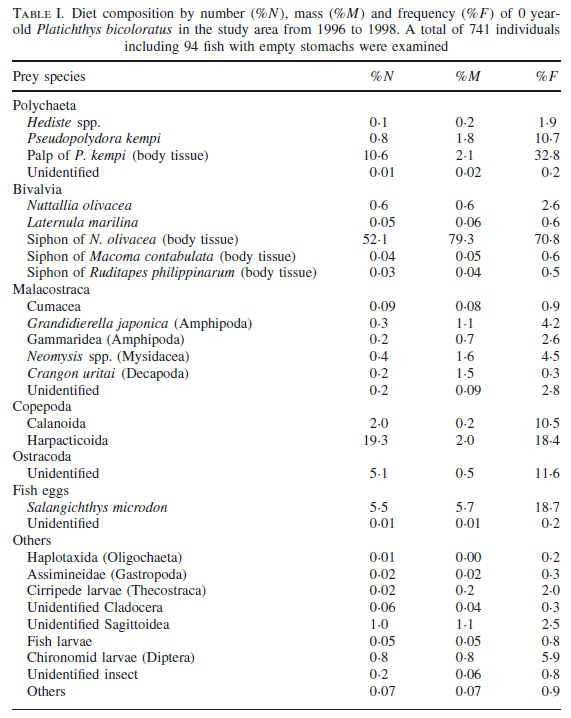 TABLE I. Diet composition by number (%N), mass (%M) and frequency (%F) of 0 year-
old Platichthys bicoloratus in the study area from 1996 to 1998. A total of 741 individuals
including 94 fish with empty stomachs were examined
Prey species %N %M %F
Polychaeta
Hediste spp. 0·1 0·2 1·9
Pseudopolydora kempi 0·8 1·8 10·7
Palp of P. kempi (body tissue) 10·6 2·1 32·8
Unidentified 0·01 0·02 0·2
Bivalvia
Nuttallia olivacea 0·6 0·6 2·6
Laternula marilina 0·05 0·06 0·6
Siphon of N. olivacea (body tissue) 52·1 79·3 70·8
Siphon of Macoma contabulata (body tissue) 0·04 0·05 0·6
Siphon of Ruditapes philippinarum (body tissue) 0·03 0·04 0·5
Malacostraca
Cumacea 0·09 0·08 0·9
Grandidierella japonica (Amphipoda) 0·3 1·1 4·2
Gammaridea (Amphipoda) 0·2 0·7 2·6
Neomysis spp. (Mysidacea) 0·4 1·6 4·5
Crangon uritai (Decapoda) 0·2 1·5 0·3
Unidentified 0·2 0·09 2·8
Copepoda
Calanoida 2·0 0·2 10·5
Harpacticoida 19·3 2·0 18·4
Ostracoda
Unidentified 5·1 0·5 11·6
Fish eggs
Salangichthys microdon 5·5 5·7 18·7
Unidentified 0·01 0·01 0·2
Others
Haplotaxida (Oligochaeta) 0·01 0·00 0·2
Assimineidae (Gastropoda) 0·02 0·02 0·3
Cirripede larvae (Thecostraca) 0·02 0·2 2·0
Unidentified Cladocera 0·06 0·04 0·3
Unidentified Sagittoidea 1·0 1·1 2·5
Fish larvae 0·05 0·05 0·8
Chironomid larvae (Diptera) 0·8 0·8 5·9
Unidentified insect 0·2 0·06 0·8
Others 0·07 0·07 0·9